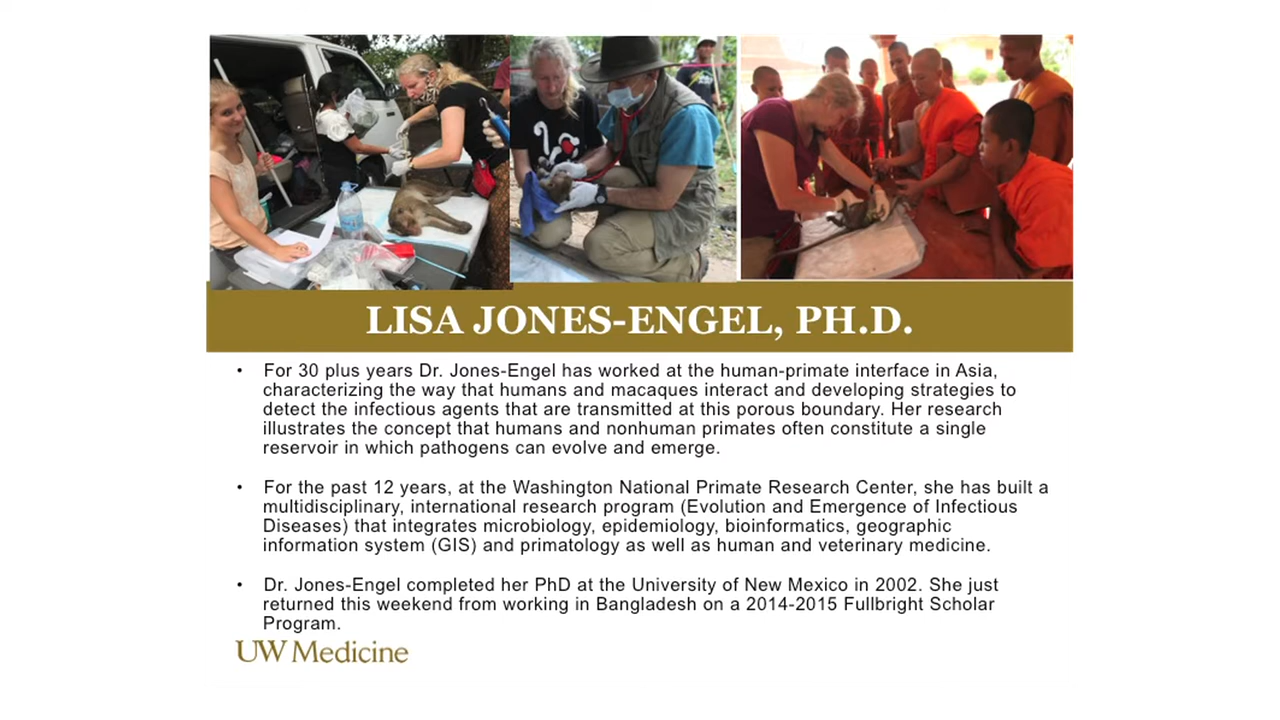 LISA JONES-ENGEL, PH.D.
• For 30 plus years Dr. Jones-Engel has worked at the human-primate interface in Asia,
characterizing the way that humans and macaques interact and developing strategies to
detect the infectious agents that are transmitted at this porous boundary. Her research
illustrates the concept that humans and nonhuman primates often constitute a single
reservoir in which pathogens can evolve and emerge.
• For the past 12 years, at the Washington National Primate Research Center, she has built a
multidisciplinary, international research program (Evolution and Emergence of Infectious
Diseases) that integrates microbiology, epidemiology, bioinformatics, geographic
information system (GIS) and primatology as well as human and veterinary medicine.
• Dr. Jones-Engel completed her PhD at the University of New Mexico in 2002. She just
returned this weekend from working in Bangladesh on a 2014-2015 Fullbright Scholar
Program.
UW Medicine